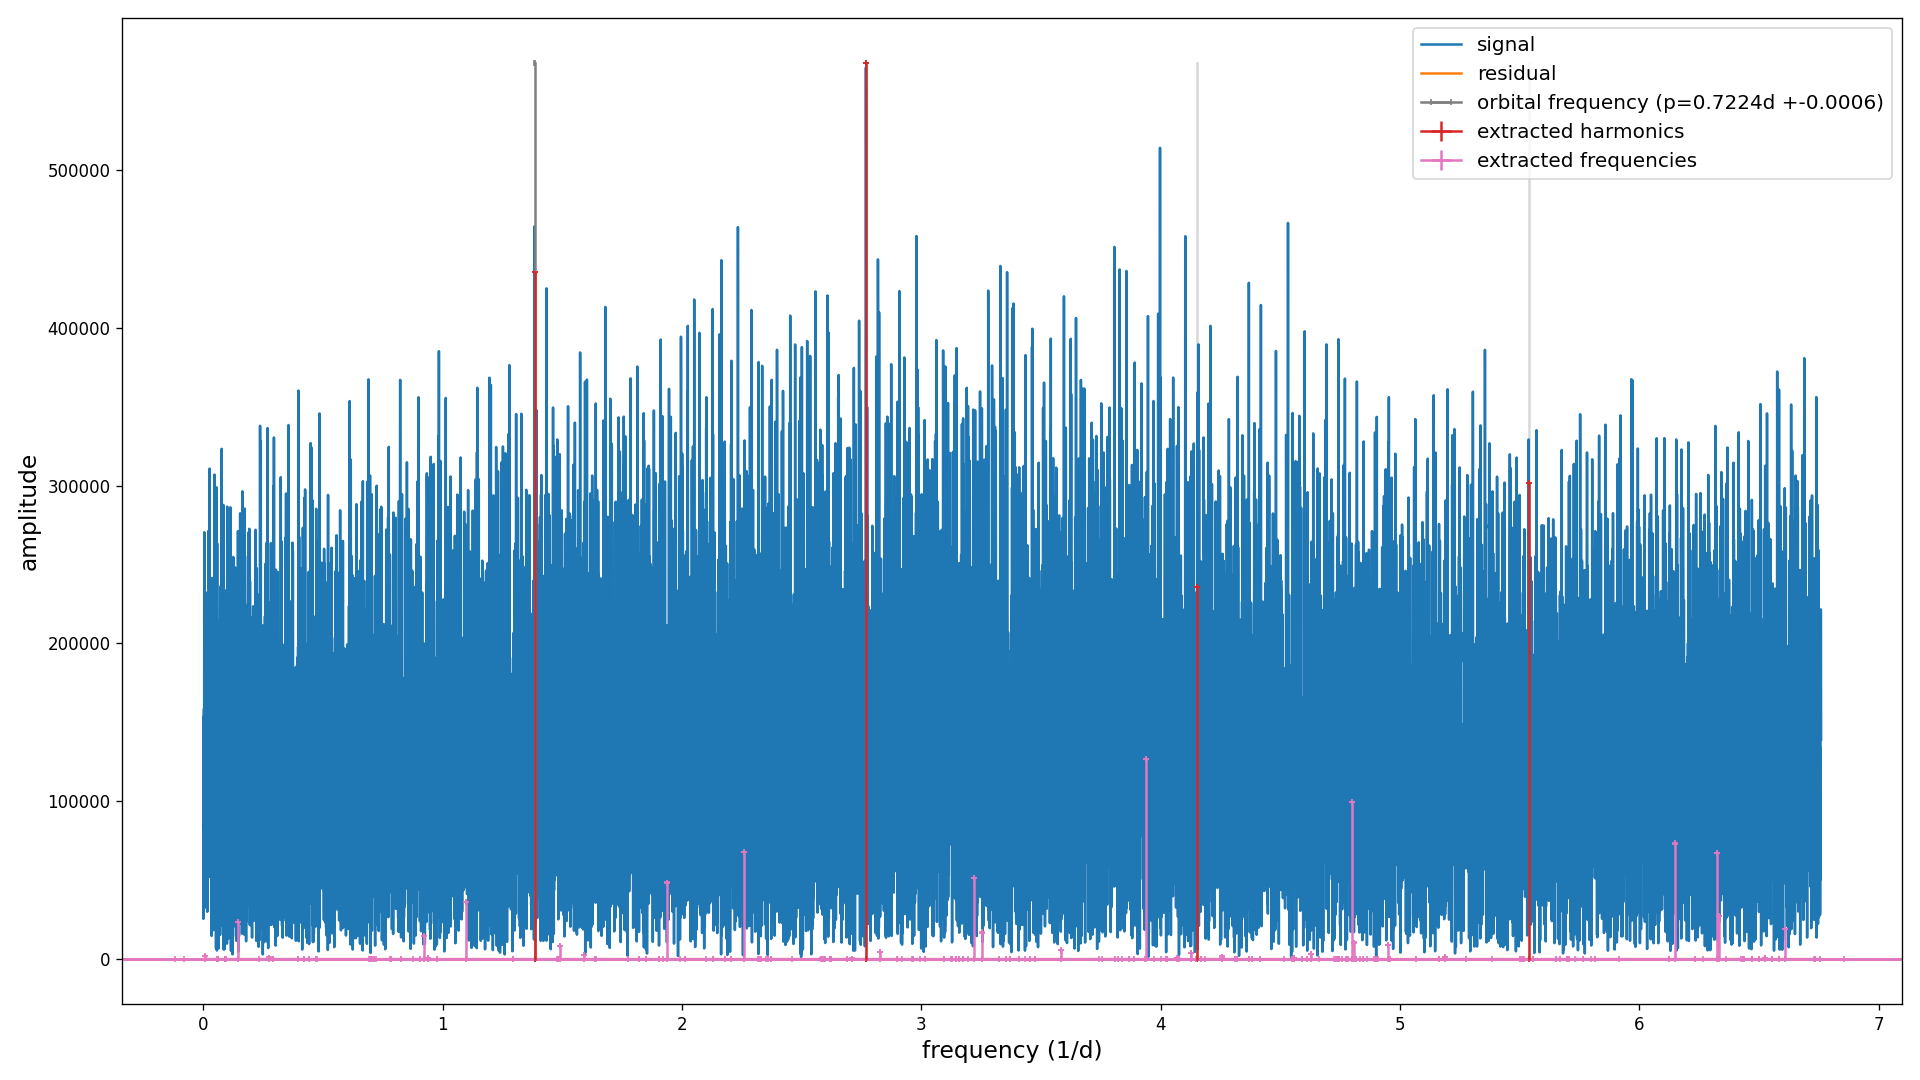 signal
residual
orbital frequency (p=0.7224d +-0.0006)
extracted harmonics
extracted frequencies
500000
400000
300000
200000
100000
0
amplitude
0 1 2 3 4 5 6 7
frequency (1/d)